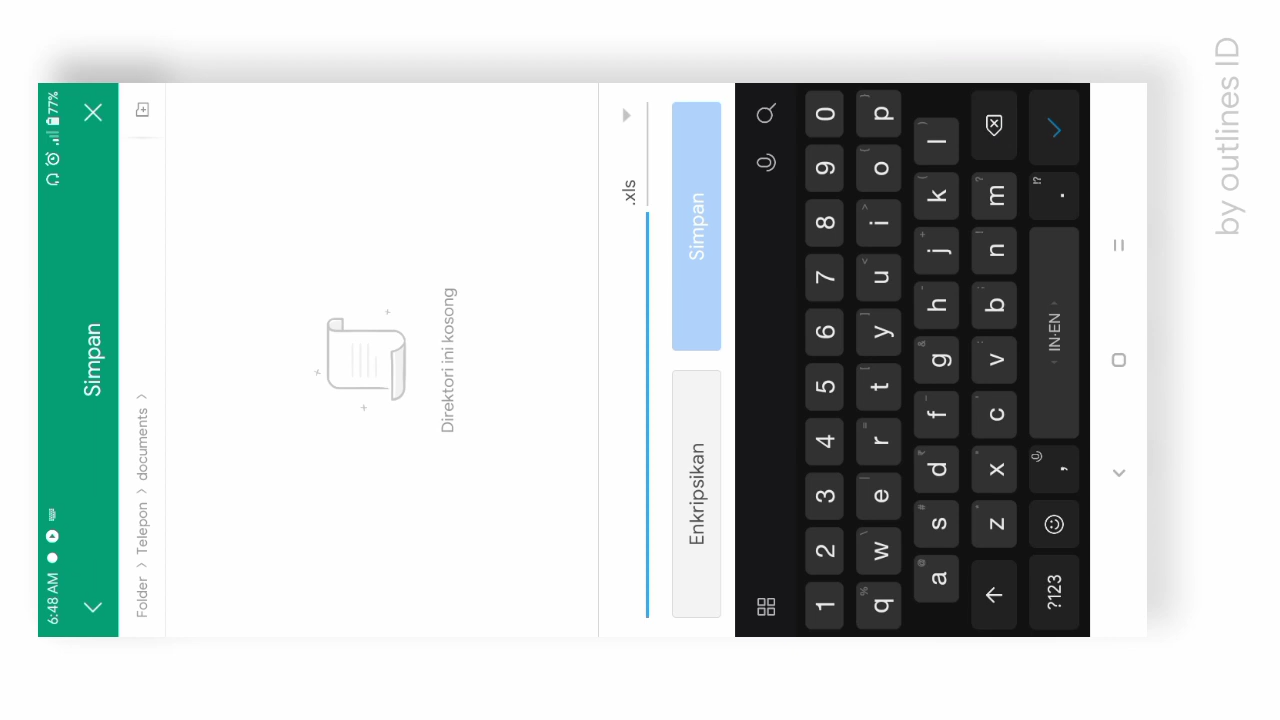 6:48 AM 77%
Simpan
Folder > Telepon > documents >
Direktori ini kosong
.xls
Enkripsikan Simpan
1 2 3 4 5 6 7 8 9 0
q w e r t y u i o p
a s d f g h j k l
z x c v b n m
?123 , IN·EN .
by outlines ID